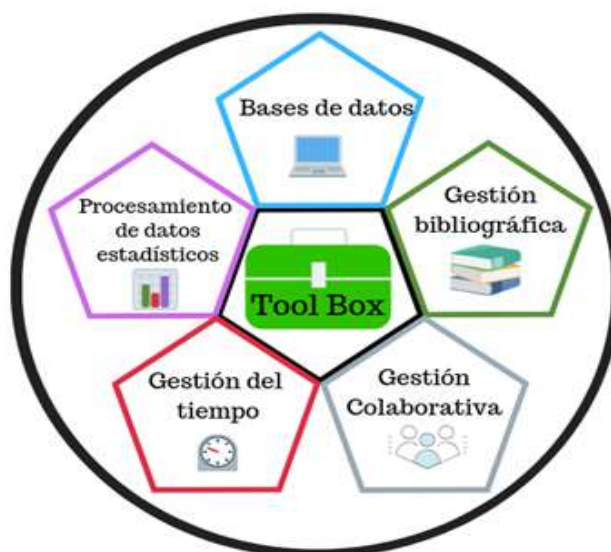 Bases de datos
Gestión
bibliográfica
Procesamiento
de datos
estadísticos
Tool Box
Gestión del
tiempo
Gestión
Colaborativa